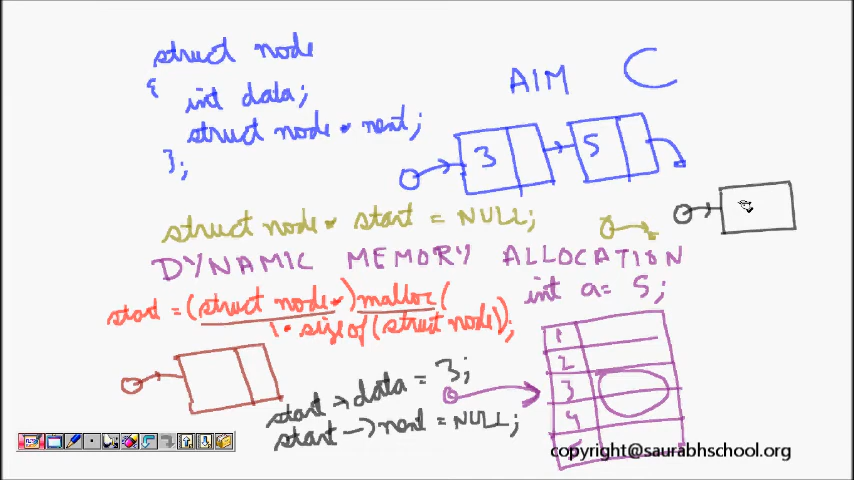 struct node
{
int data;
struct node * next;
};
AIM C
3 5
struct node * start = NULL;
DYNAMIC MEMORY ALLOCATION
int a = 5;
start = (struct node *) malloc(
1 * sizeof(struct node));
start -> data = 3;
start -> next = NULL;
1
2
3
4
5
copyright@saurabhschool.org